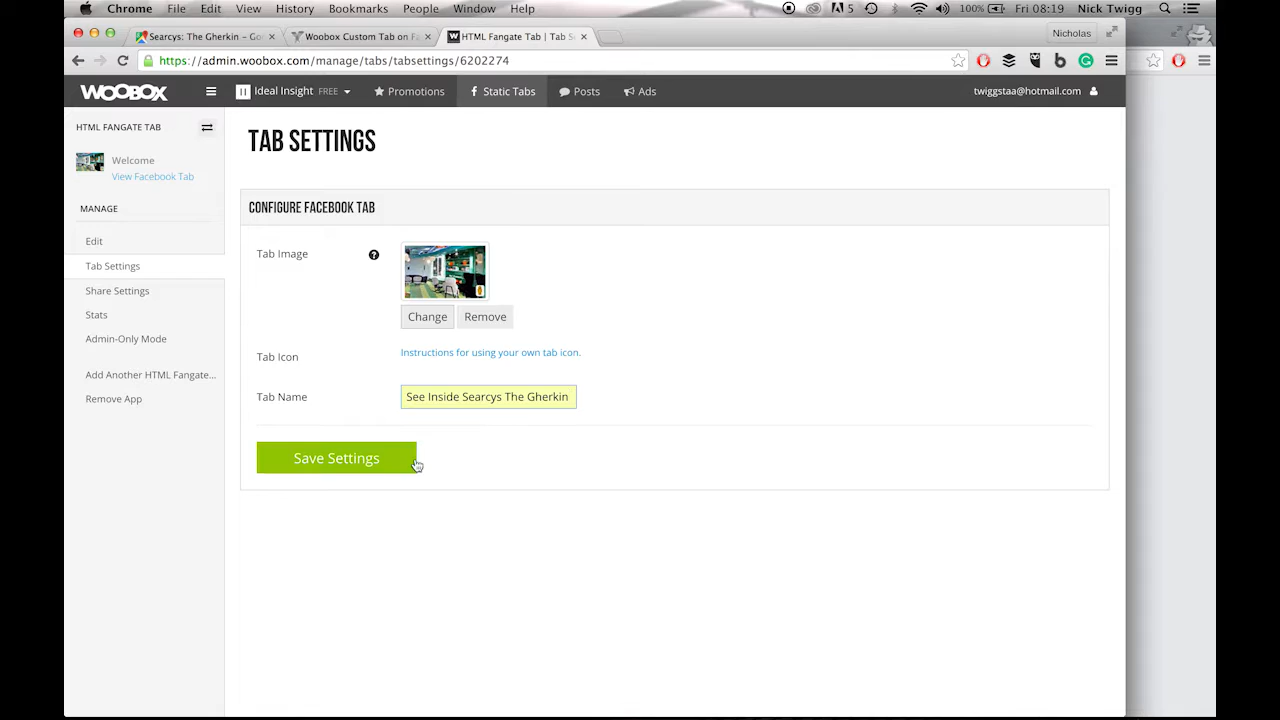 Chrome File Edit View History Bookmarks People Window Help 5 100% Fri 08:19 Nick Twigg
Searcys: The Gherkin - Go
Woobox Custom Tab on Fa
HTML Fangate Tab | Tab S
Nicholas
https://admin.woobox.com/manage/tabs/tabsettings/6202274
WOOBOX
Ideal Insight FREE
Promotions
Static Tabs
Posts
Ads
twiggstaa@hotmail.com
HTML FANGATE TAB
Welcome
View Facebook Tab
MANAGE
Edit
Tab Settings
Share Settings
Stats
Admin-Only Mode
Add Another HTML Fangate...
Remove App
TAB SETTINGS
CONFIGURE FACEBOOK TAB
Tab Image
Change
Remove
Tab Icon
Instructions for using your own tab icon.
Tab Name
See Inside Searcys The Gherkin
Save Settings